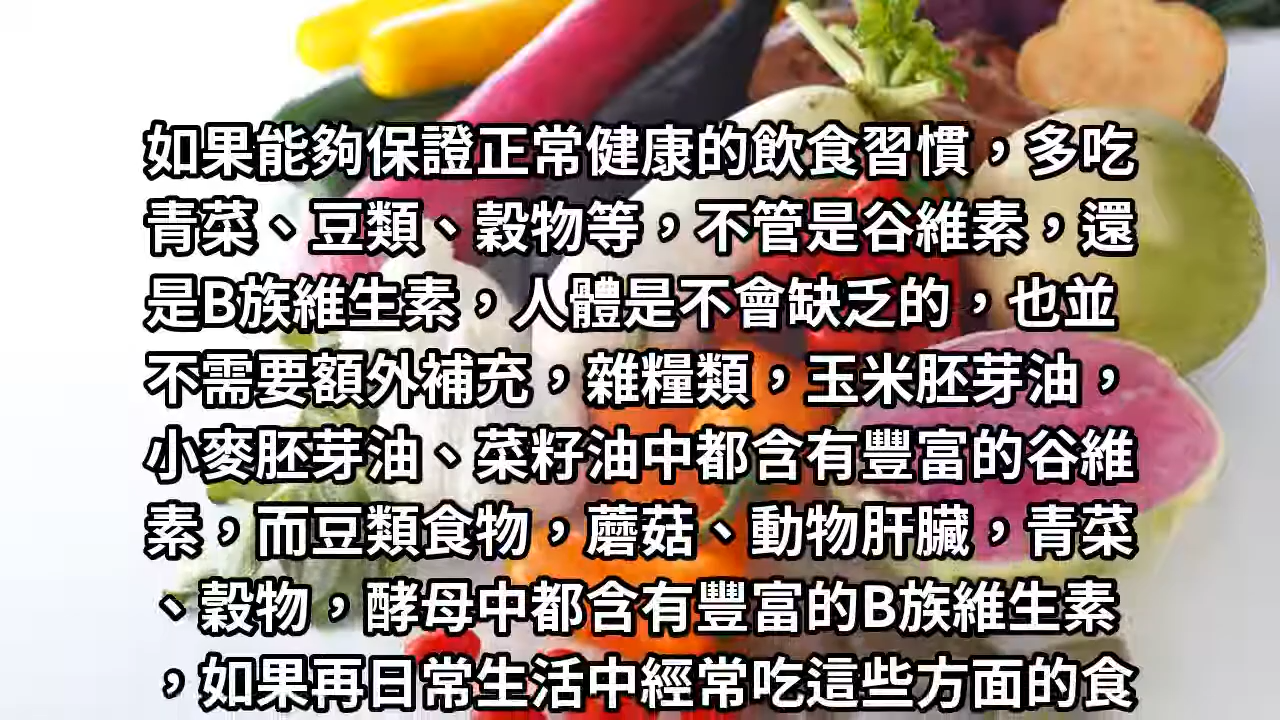 如果能夠保證正常健康的飲食習慣，多吃
青菜、豆類、穀物等，不管是谷維素，還
是B族維生素，人體是不會缺乏的，也並
不需要額外補充，雜糧類，玉米胚芽油，
小麥胚芽油、菜籽油中都含有豐富的谷維
素，而豆類食物，蘑菇、動物肝臟，青菜
、穀物，酵母中都含有豐富的B族維生素
，如果再日常生活中經常吃這些方面的食